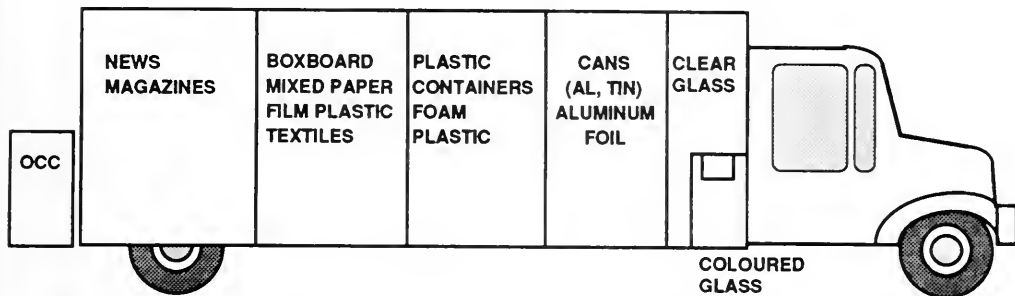 OCC
NEWS
MAGAZINES
BOXBOARD
MIXED PAPER
FILM PLASTIC
TEXTILES
PLASTIC
CONTAINERS
FOAM
PLASTIC
CANS
(AL, TIN)
ALUMINUM
FOIL
CLEAR
GLASS
COLOURED
GLASS